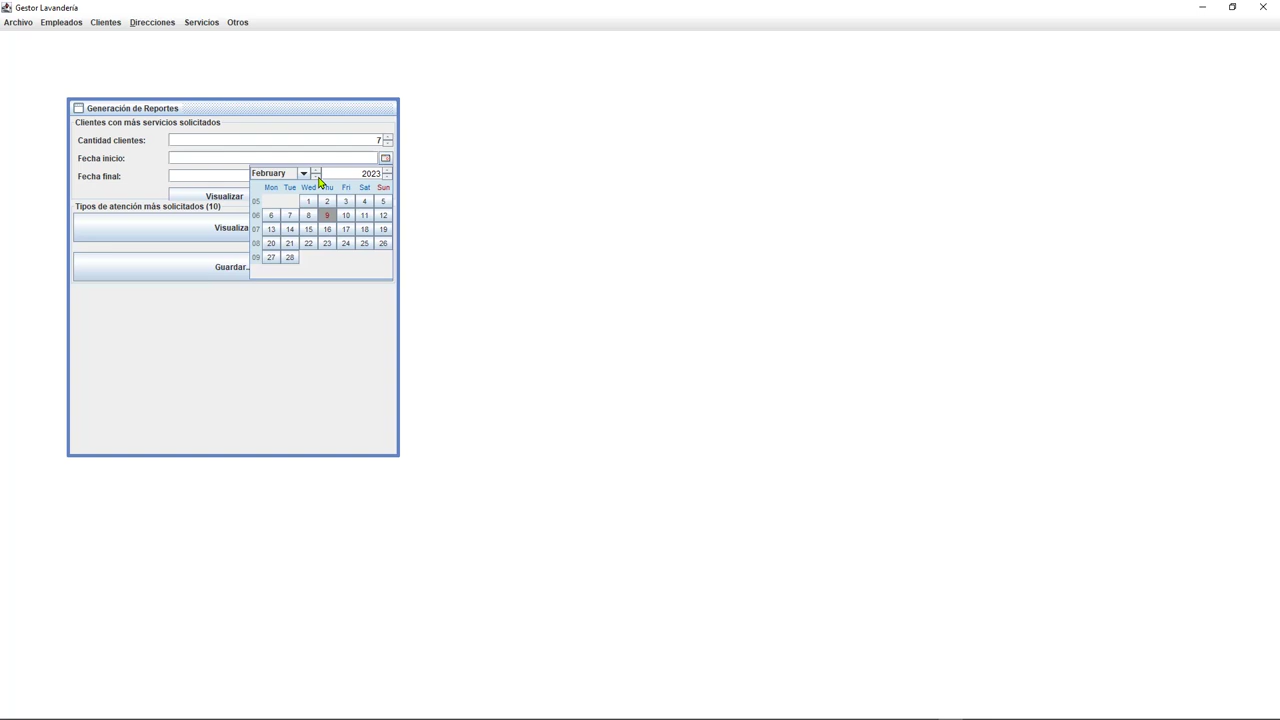 Gestor Lavandería
Archivo Empleados Clientes Direcciones Servicios Otros
Generación de Reportes
Clientes con más servicios solicitados
Cantidad clientes: 7
Fecha inicio:
February 2023
Fecha final:
Mon Tue Wed Thu Fri Sat Sun
Visualizar
05 1 2 3 4 5
Tipos de atención más solicitados (10)
06 6 7 8 9 10 11 12
Visualiza
07 13 14 15 16 17 18 19
08 20 21 22 23 24 25 26
09 27 28
Guardar..